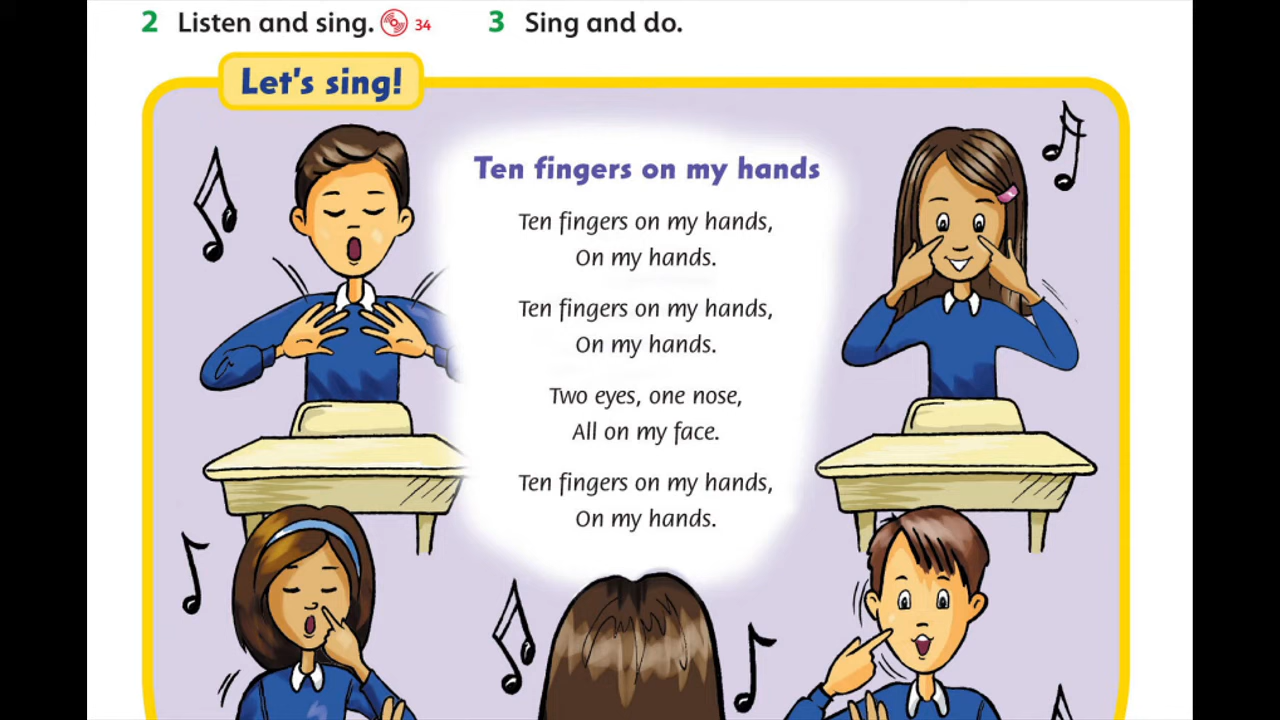 2 Listen and sing. 34 3 Sing and do.
Let's sing!
Ten fingers on my hands
Ten fingers on my hands,
On my hands.
Ten fingers on my hands,
On my hands.
Two eyes, one nose,
All on my face.
Ten fingers on my hands,
On my hands.